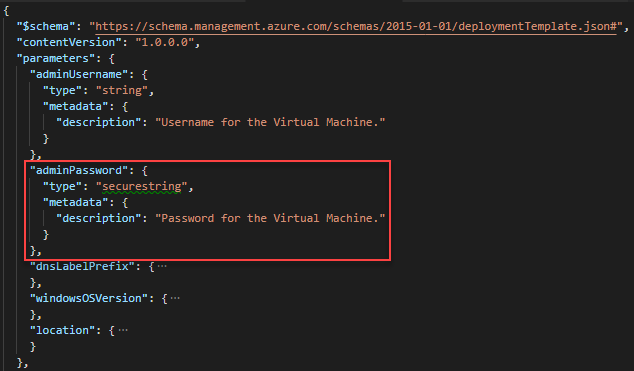 {
"$schema": "https://schema.management.azure.com/schemas/2015-01-01/deploymentTemplate.json#",
"contentVersion": "1.0.0.0",
"parameters": {
"adminUsername": {
"type": "string",
"metadata": {
"description": "Username for the Virtual Machine."
}
},
"adminPassword": {
"type": "securestring",
"metadata": {
"description": "Password for the Virtual Machine."
}
},
"dnsLabelPrefix": {⋯
},
"windowsOSVersion": {⋯
},
"location": {⋯
}
},